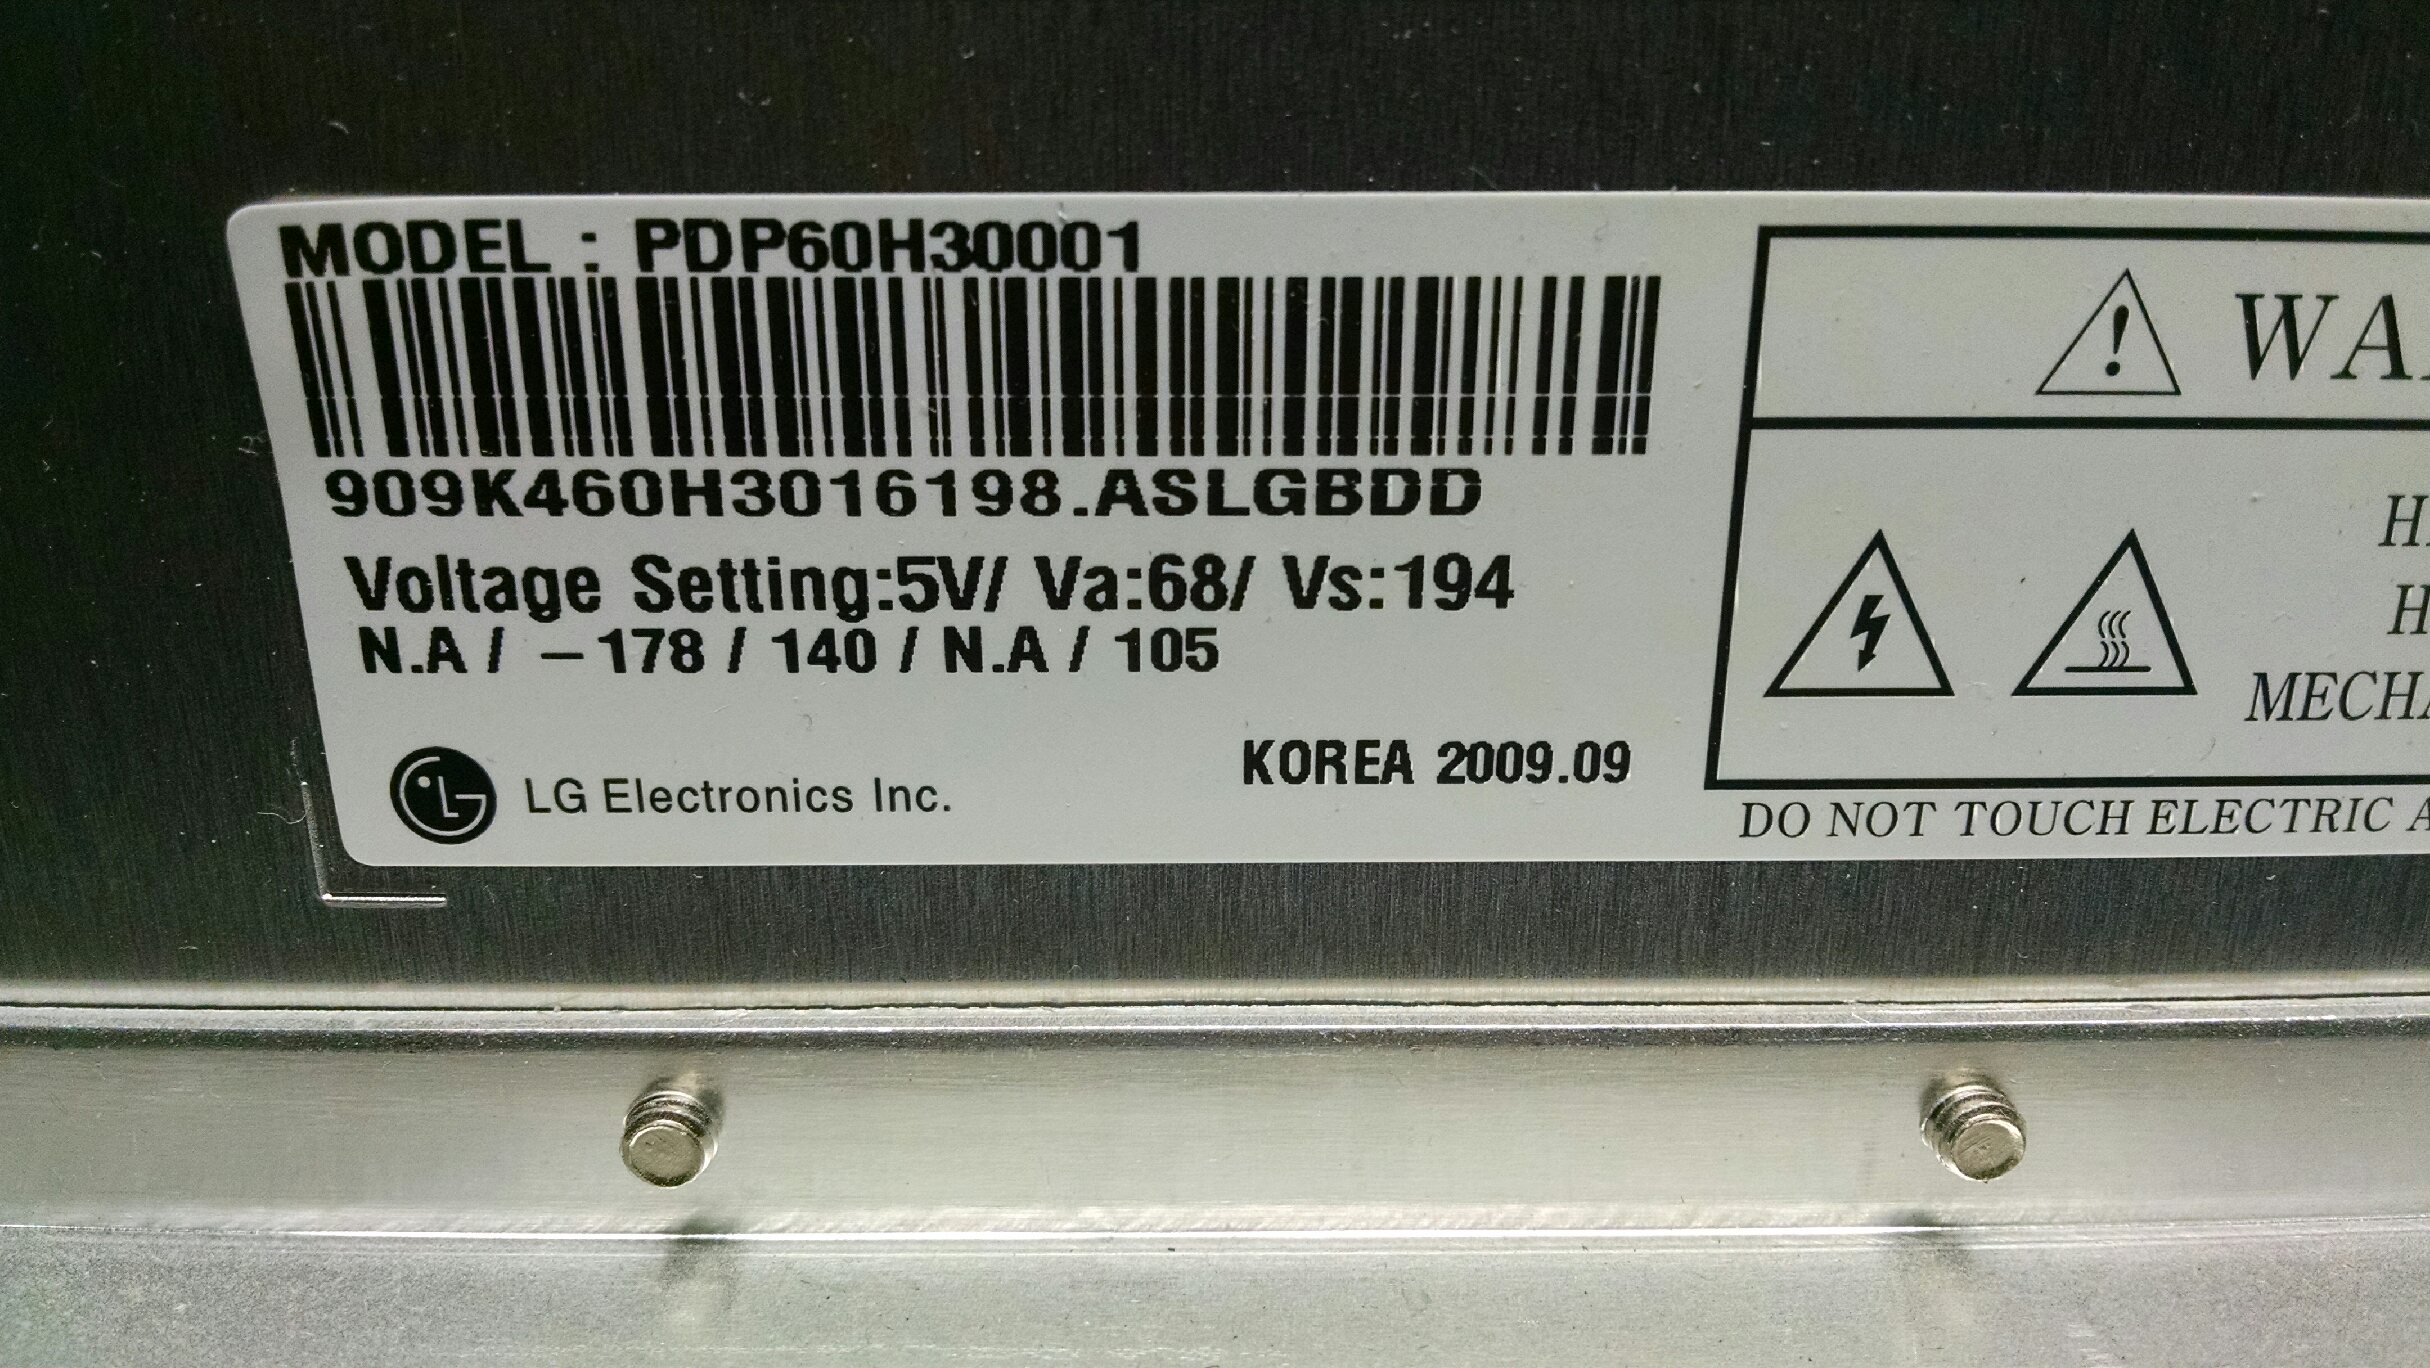 MODEL : PDP60H30001
909K460H3016198.ASLGBDD
Voltage Setting:5V/ Va:68/ Vs:194
N.A / -178 / 140 / N.A / 105
KOREA 2009.09
LG Electronics Inc.
DO NOT TOUCH ELECTRIC